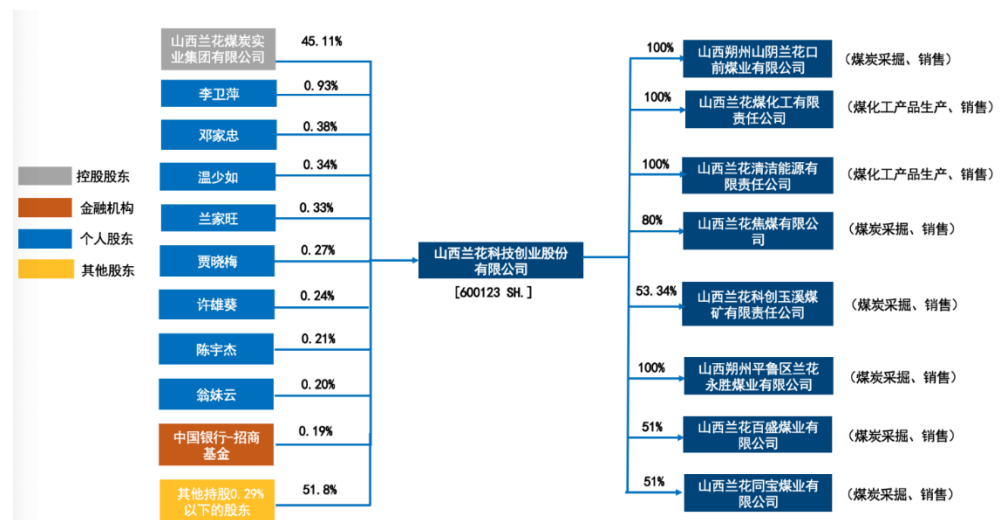 山西兰花煤炭实
业集团有限公司
45.11%
李卫萍
0.93%
邓家忠
0.38%
温少如
0.34%
兰家旺
0.33%
贾晓梅
0.27%
许雄葵
0.24%
陈宇杰
0.21%
翁妹云
0.20%
中国银行-招商
基金
0.19%
其他持股0.29%
以下的股东
51.8%
控股股东
金融机构
个人股东
其他股东
山西兰花科技创业股份
有限公司
[600123 SH.]
100%
山西朔州山阴兰花口
前煤业有限公司
(煤炭采掘、销售)
100%
山西兰花煤化工有限
责任公司
(煤化工产品生产、销售)
100%
山西兰花清洁能源有
限责任公司
(煤化工产品生产、销售)
80%
山西兰花焦煤有限公
司
(煤炭采掘、销售)
53.34%
山西兰花科创玉溪煤
矿有限责任公司
(煤炭采掘、销售)
100%
山西朔州平鲁区兰花
永胜煤业有限公司
(煤炭采掘、销售)
51%
山西兰花百盛煤业有
限公司
(煤炭采掘、销售)
51%
山西兰花同宝煤业有
限公司
(煤炭采掘、销售)